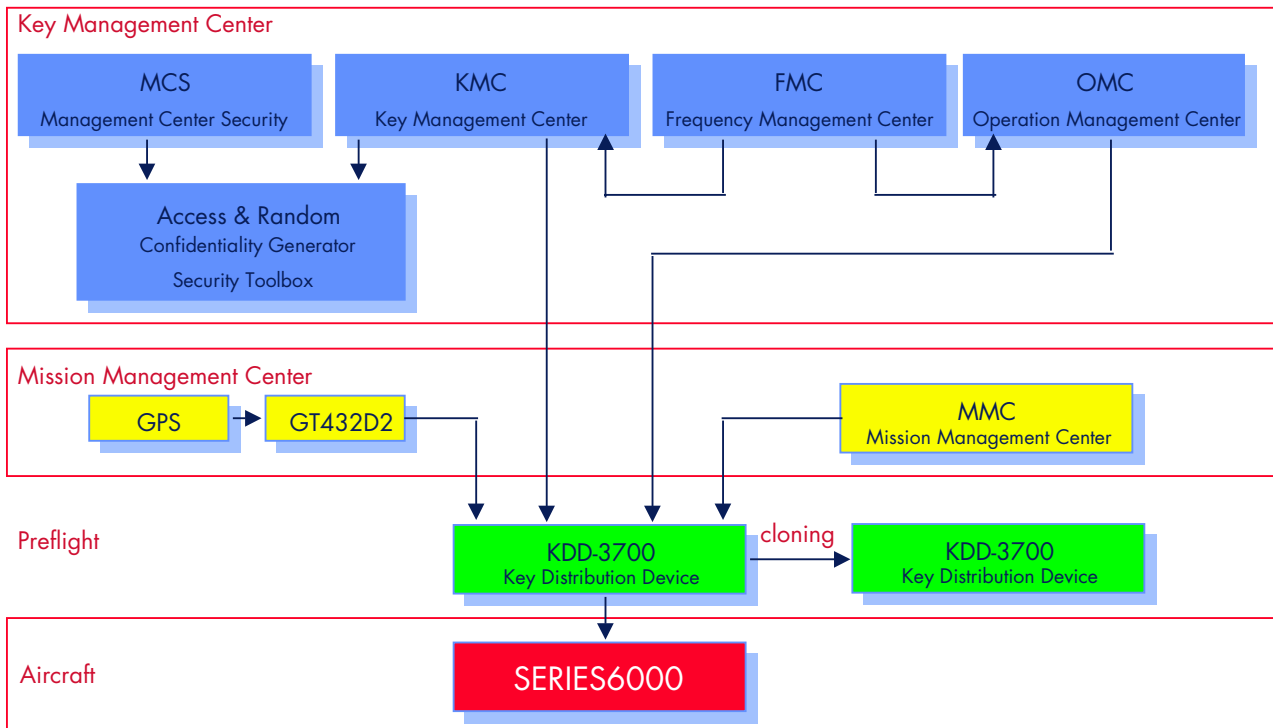 Key Management Center
MCS
Management Center Security
KMC
Key Management Center
FMC
Frequency Management Center
OMC
Operation Management Center
Access & Random
Confidentiality Generator
Security Toolbox
Mission Management Center
GPS
GT432D2
MMC
Mission Management Center
Preflight
KDD-3700
Key Distribution Device
cloning
KDD-3700
Key Distribution Device
Aircraft
SERIES6000